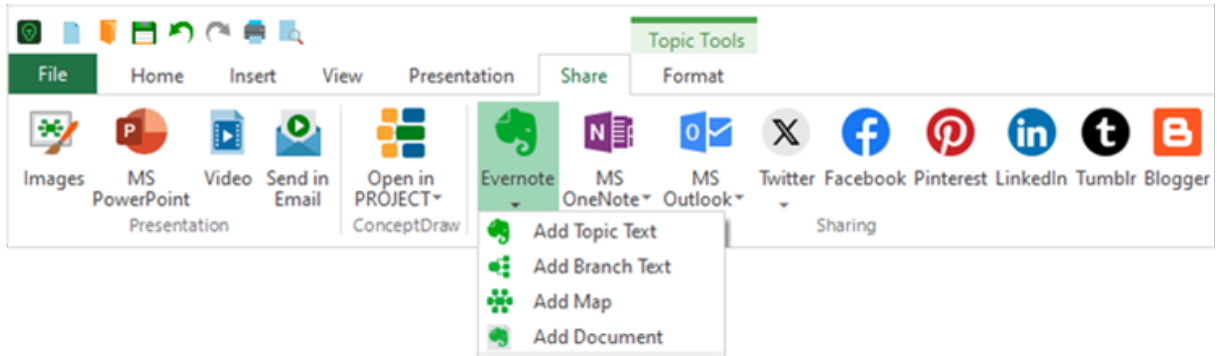 Topic Tools
File Home Insert View Presentation Share Format
Images MS PowerPoint Video Send in Email Open in PROJECT Evernote MS OneNote MS Outlook Twitter Facebook Pinterest LinkedIn Tumblr Blogger
Presentation ConceptDraw Sharing
Add Topic Text
Add Branch Text
Add Map
Add Document